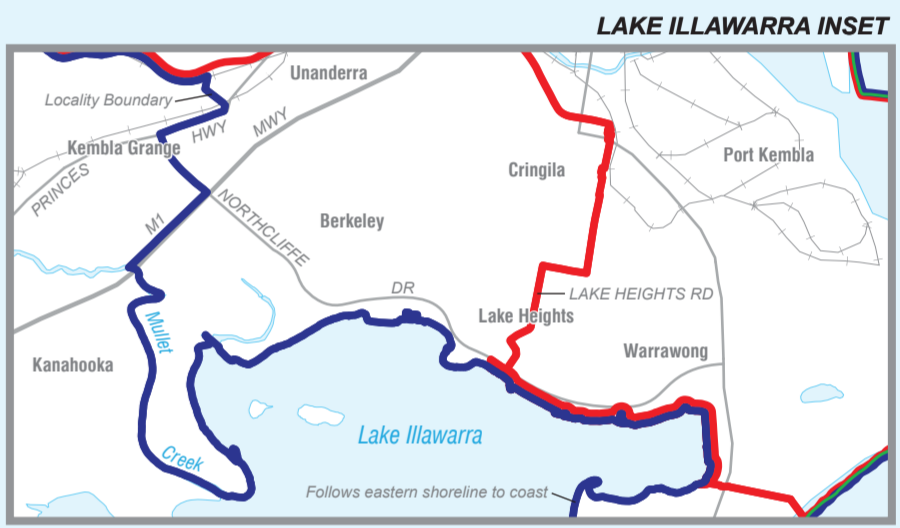 LAKE ILLAWARRA INSET
Unanderra
Locality Boundary
HWY
MWY
Kembla Grange
Port Kembla
Cringila
PRINCES
M1
NORTHCLIFFE
Berkeley
DR
LAKE HEIGHTS RD
Lake Heights
Mullet
Warrawong
Kanahooka
Lake Illawarra
Creek
Follows eastern shoreline to coast